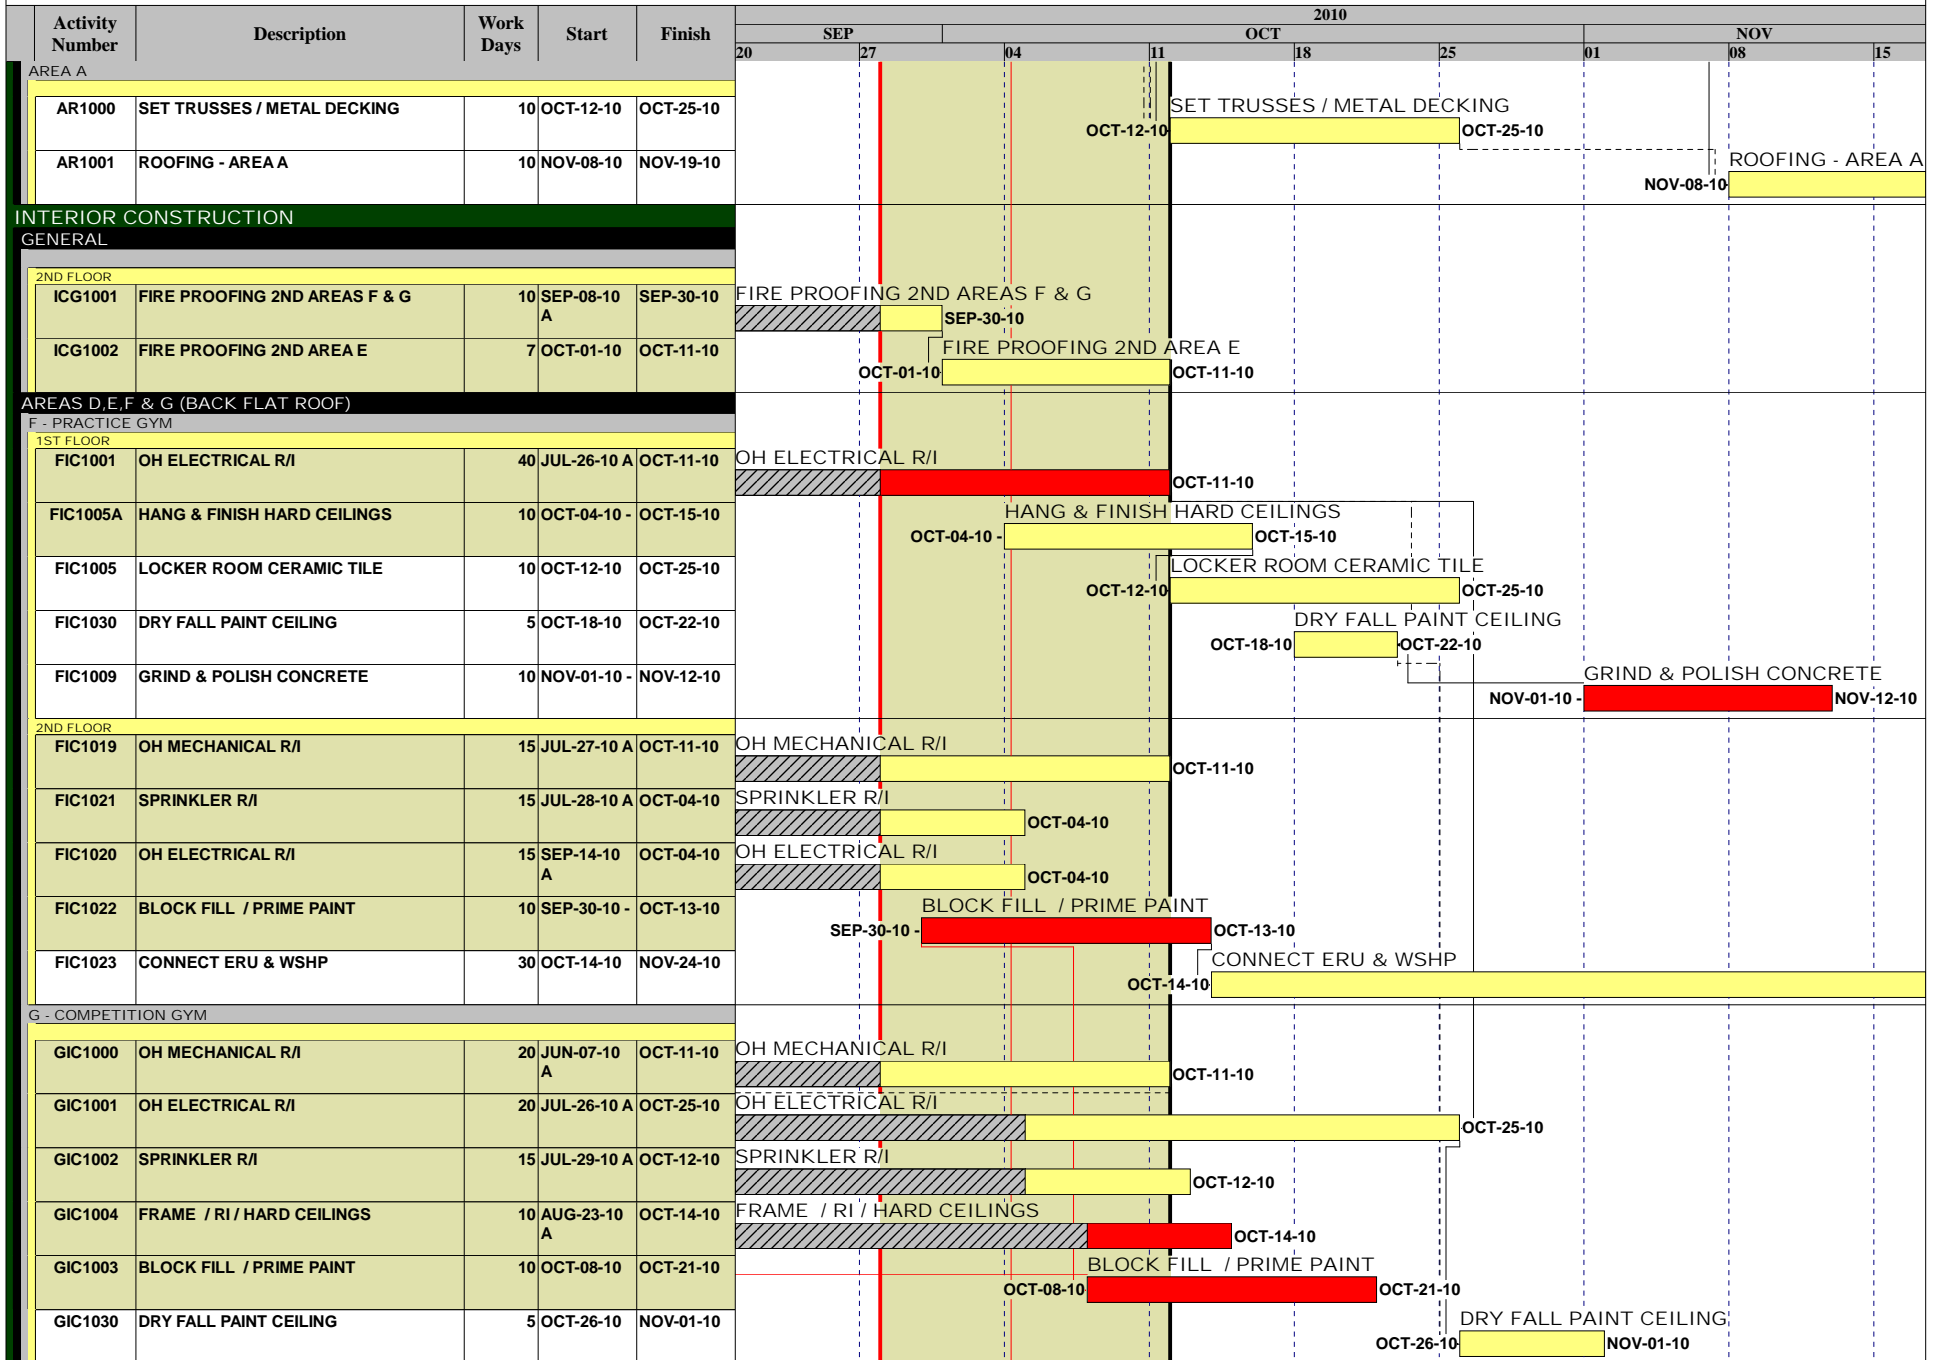 2010
Activity Number Description Work Days Start Finish SEP OCT NOV
20 27 04 11 18 25 01 08 15
AREA A
AR1000 SET TRUSSES / METAL DECKING 10 OCT-12-10 OCT-25-10 SET TRUSSES / METAL DECKING
OCT-12-10 OCT-25-10
AR1001 ROOFING - AREA A 10 NOV-08-10 NOV-19-10 ROOFING - AREA A
NOV-08-10
INTERIOR CONSTRUCTION
GENERAL
2ND FLOOR
ICG1001 FIRE PROOFING 2ND AREAS F & G 10 SEP-08-10 A SEP-30-10 FIRE PROOFING 2ND AREAS F & G
SEP-30-10
ICG1002 FIRE PROOFING 2ND AREA E 7 OCT-01-10 OCT-11-10 FIRE PROOFING 2ND AREA E
OCT-01-10 OCT-11-10
AREAS D,E,F & G (BACK FLAT ROOF)
F - PRACTICE GYM
1ST FLOOR
FIC1001 OH ELECTRICAL R/I 40 JUL-26-10 A OCT-11-10 OH ELECTRICAL R/I
OCT-11-10
FIC1005A HANG & FINISH HARD CEILINGS 10 OCT-04-10 - OCT-15-10 HANG & FINISH HARD CEILINGS
OCT-04-10 - OCT-15-10
FIC1005 LOCKER ROOM CERAMIC TILE 10 OCT-12-10 OCT-25-10 LOCKER ROOM CERAMIC TILE
OCT-12-10 OCT-25-10
FIC1030 DRY FALL PAINT CEILING 5 OCT-18-10 OCT-22-10 DRY FALL PAINT CEILING
OCT-18-10 OCT-22-10
FIC1009 GRIND & POLISH CONCRETE 10 NOV-01-10 - NOV-12-10 GRIND & POLISH CONCRETE
NOV-01-10 - NOV-12-10
2ND FLOOR
FIC1019 OH MECHANICAL R/I 15 JUL-27-10 A OCT-11-10 OH MECHANICAL R/I
OCT-11-10
FIC1021 SPRINKLER R/I 15 JUL-28-10 A OCT-04-10 SPRINKLER R/I
OCT-04-10
FIC1020 OH ELECTRICAL R/I 15 SEP-14-10 A OCT-04-10 OH ELECTRICAL R/I
OCT-04-10
FIC1022 BLOCK FILL / PRIME PAINT 10 SEP-30-10 - OCT-13-10 BLOCK FILL / PRIME PAINT
SEP-30-10 - OCT-13-10
FIC1023 CONNECT ERU & WSHP 30 OCT-14-10 NOV-24-10 CONNECT ERU & WSHP
OCT-14-10
G - COMPETITION GYM
GIC1000 OH MECHANICAL R/I 20 JUN-07-10 A OCT-11-10 OH MECHANICAL R/I
OCT-11-10
GIC1001 OH ELECTRICAL R/I 20 JUL-26-10 A OCT-25-10 OH ELECTRICAL R/I
OCT-25-10
GIC1002 SPRINKLER R/I 15 JUL-29-10 A OCT-12-10 SPRINKLER R/I
OCT-12-10
GIC1004 FRAME / RI / HARD CEILINGS 10 AUG-23-10 A OCT-14-10 FRAME / RI / HARD CEILINGS
OCT-14-10
GIC1003 BLOCK FILL / PRIME PAINT 10 OCT-08-10 OCT-21-10 BLOCK FILL / PRIME PAINT
OCT-08-10 OCT-21-10
GIC1030 DRY FALL PAINT CEILING 5 OCT-26-10 NOV-01-10 DRY FALL PAINT CEILING
OCT-26-10 NOV-01-10